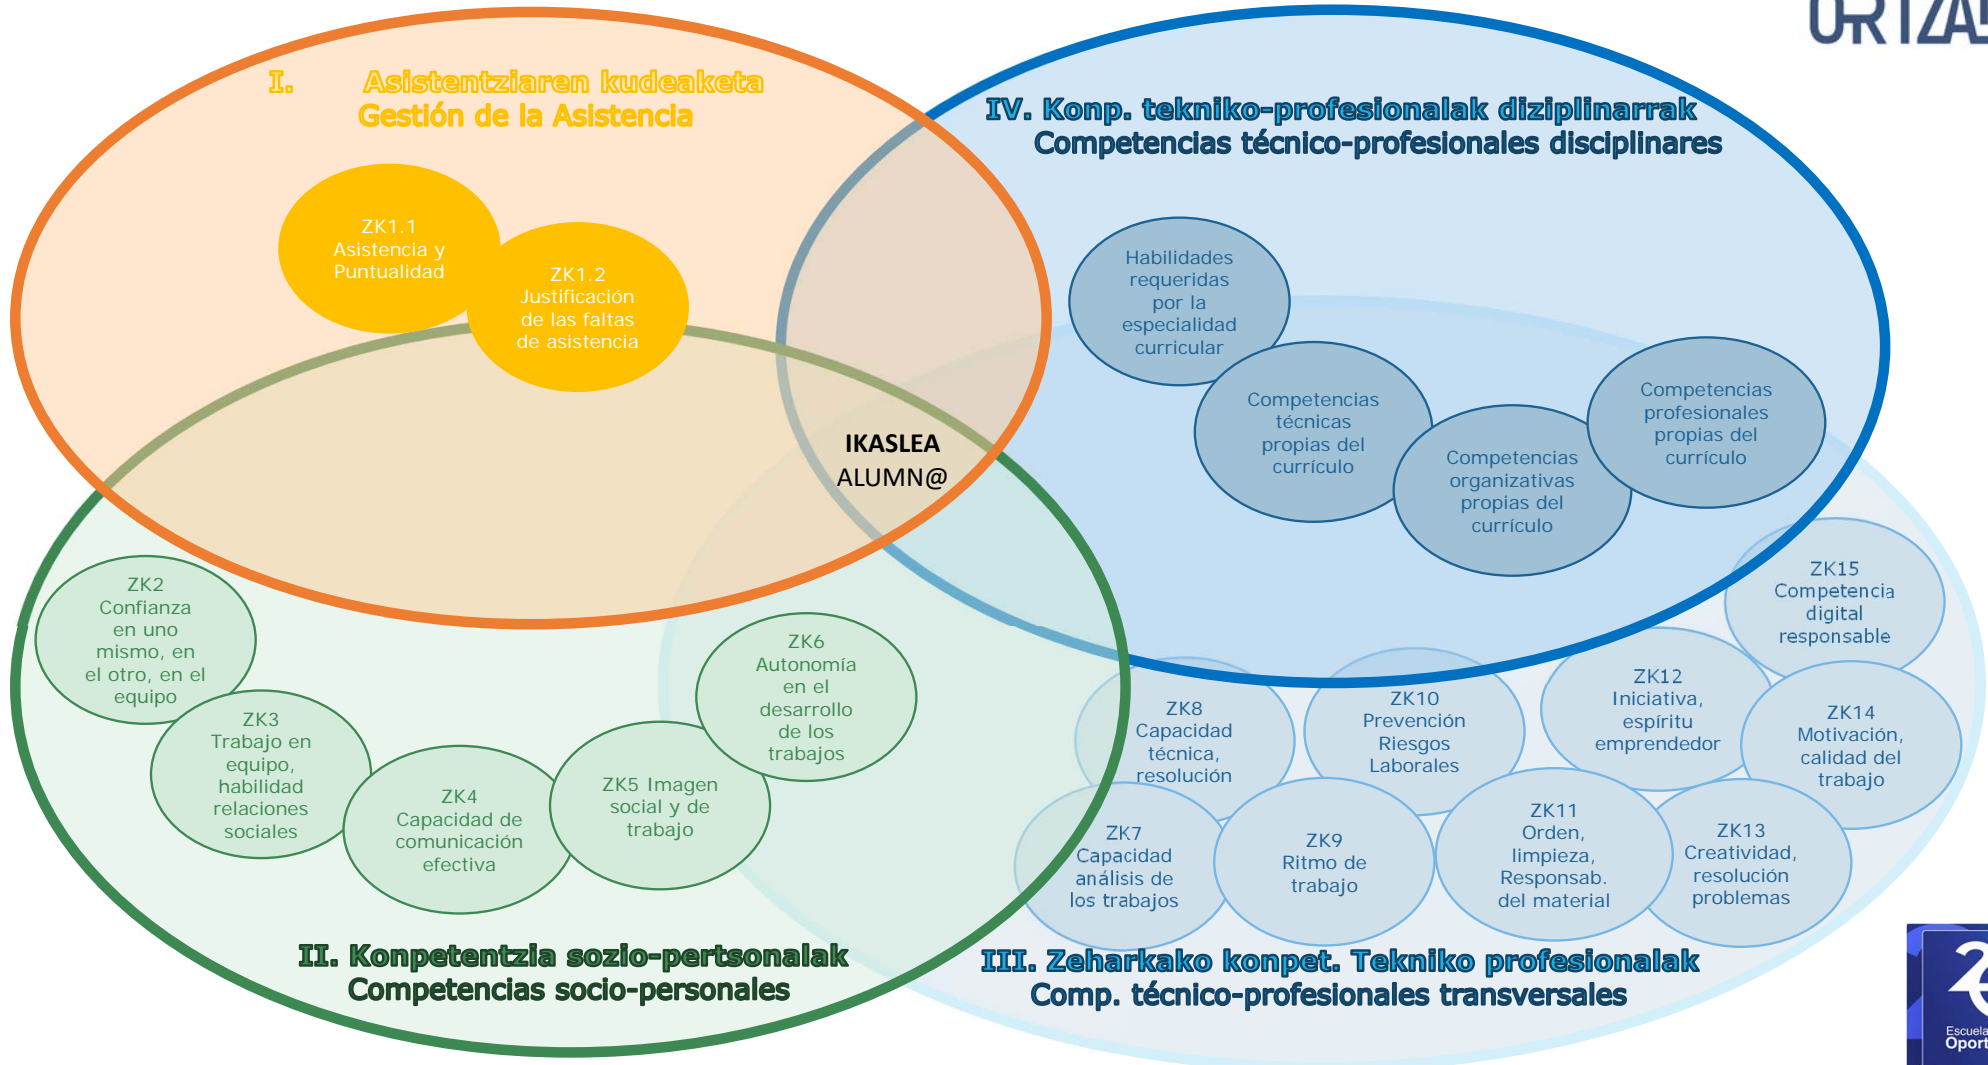 I. Asistentziaren kudeaketa
Gestión de la Asistencia
ZK1.1
Asistencia y
Puntualidad
ZK1.2
Justificación
de las faltas
de asistencia
IV. Konp. tekniko-profesionalak diziplinarrak
Competencias técnico-profesionales disciplinares
Habilidades
requeridas
por la
especialidad
curricular
Competencias
técnicas
propias del
currículo
Competencias
organizativas
propias del
currículo
Competencias
profesionales
propias del
currículo
IKASLEA
ALUMN@
ZK2
Confianza
en uno
mismo, en
el otro, en el
equipo
ZK3
Trabajo en
equipo,
habilidad
relaciones
sociales
ZK4
Capacidad de
comunicación
efectiva
ZK5 Imagen
social y de
trabajo
ZK6
Autonomía
en el
desarrollo
de los
trabajos
II. Konpetentzia sozio-pertsonalak
Competencias socio-personales
ZK7
Capacidad
análisis de
los trabajos
ZK8
Capacidad
técnica,
resolución
ZK9
Ritmo de
trabajo
ZK10
Prevención
Riesgos
Laborales
ZK11
Orden,
limpieza,
Responsab.
del material
ZK12
Iniciativa,
espíritu
emprendedor
ZK13
Creatividad,
resolución
problemas
ZK14
Motivación,
calidad del
trabajo
ZK15
Competencia
digital
responsable
III. Zeharkako konpet. Tekniko profesionalak
Comp. técnico-profesionales transversales
Escuela
Oport